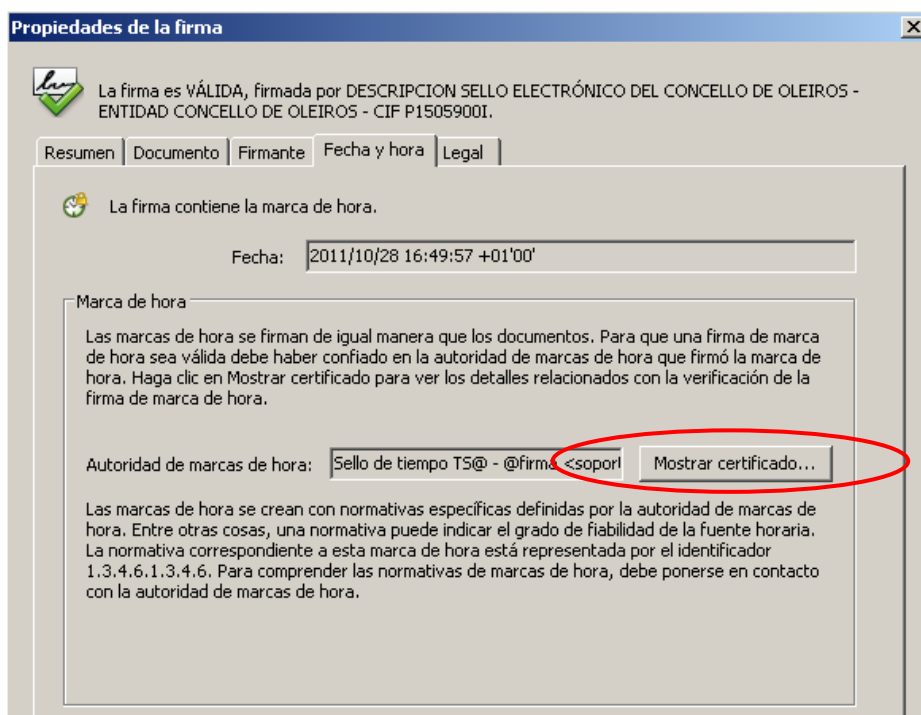 Propiedades de la firma
La firma es VÁLIDA, firmada por DESCRIPCION SELLO ELECTRÓNICO DEL CONCELLO DE OLEIROS -
ENTIDAD CONCELLO DE OLEIROS - CIF P1505900I.
Resumen Documento Firmante Fecha y hora Legal
La firma contiene la marca de hora.
Fecha: 2011/10/28 16:49:57 +01'00'
Marca de hora
Las marcas de hora se firman de igual manera que los documentos. Para que una firma de marca
de hora sea válida debe haber confiado en la autoridad de marcas de hora que firmó la marca de
hora. Haga clic en Mostrar certificado para ver los detalles relacionados con la verificación de la
firma de marca de hora.
Autoridad de marcas de hora: Sello de tiempo TS@ - @firma <sopor Mostrar certificado...
Las marcas de hora se crean con normativas específicas definidas por la autoridad de marcas de
hora. Entre otras cosas, una normativa puede indicar el grado de fiabilidad de la fuente horaria.
La normativa correspondiente a esta marca de hora está representada por el identificador
1.3.4.6.1.3.4.6. Para comprender las normativas de marcas de hora, debe ponerse en contacto
con la autoridad de marcas de hora.